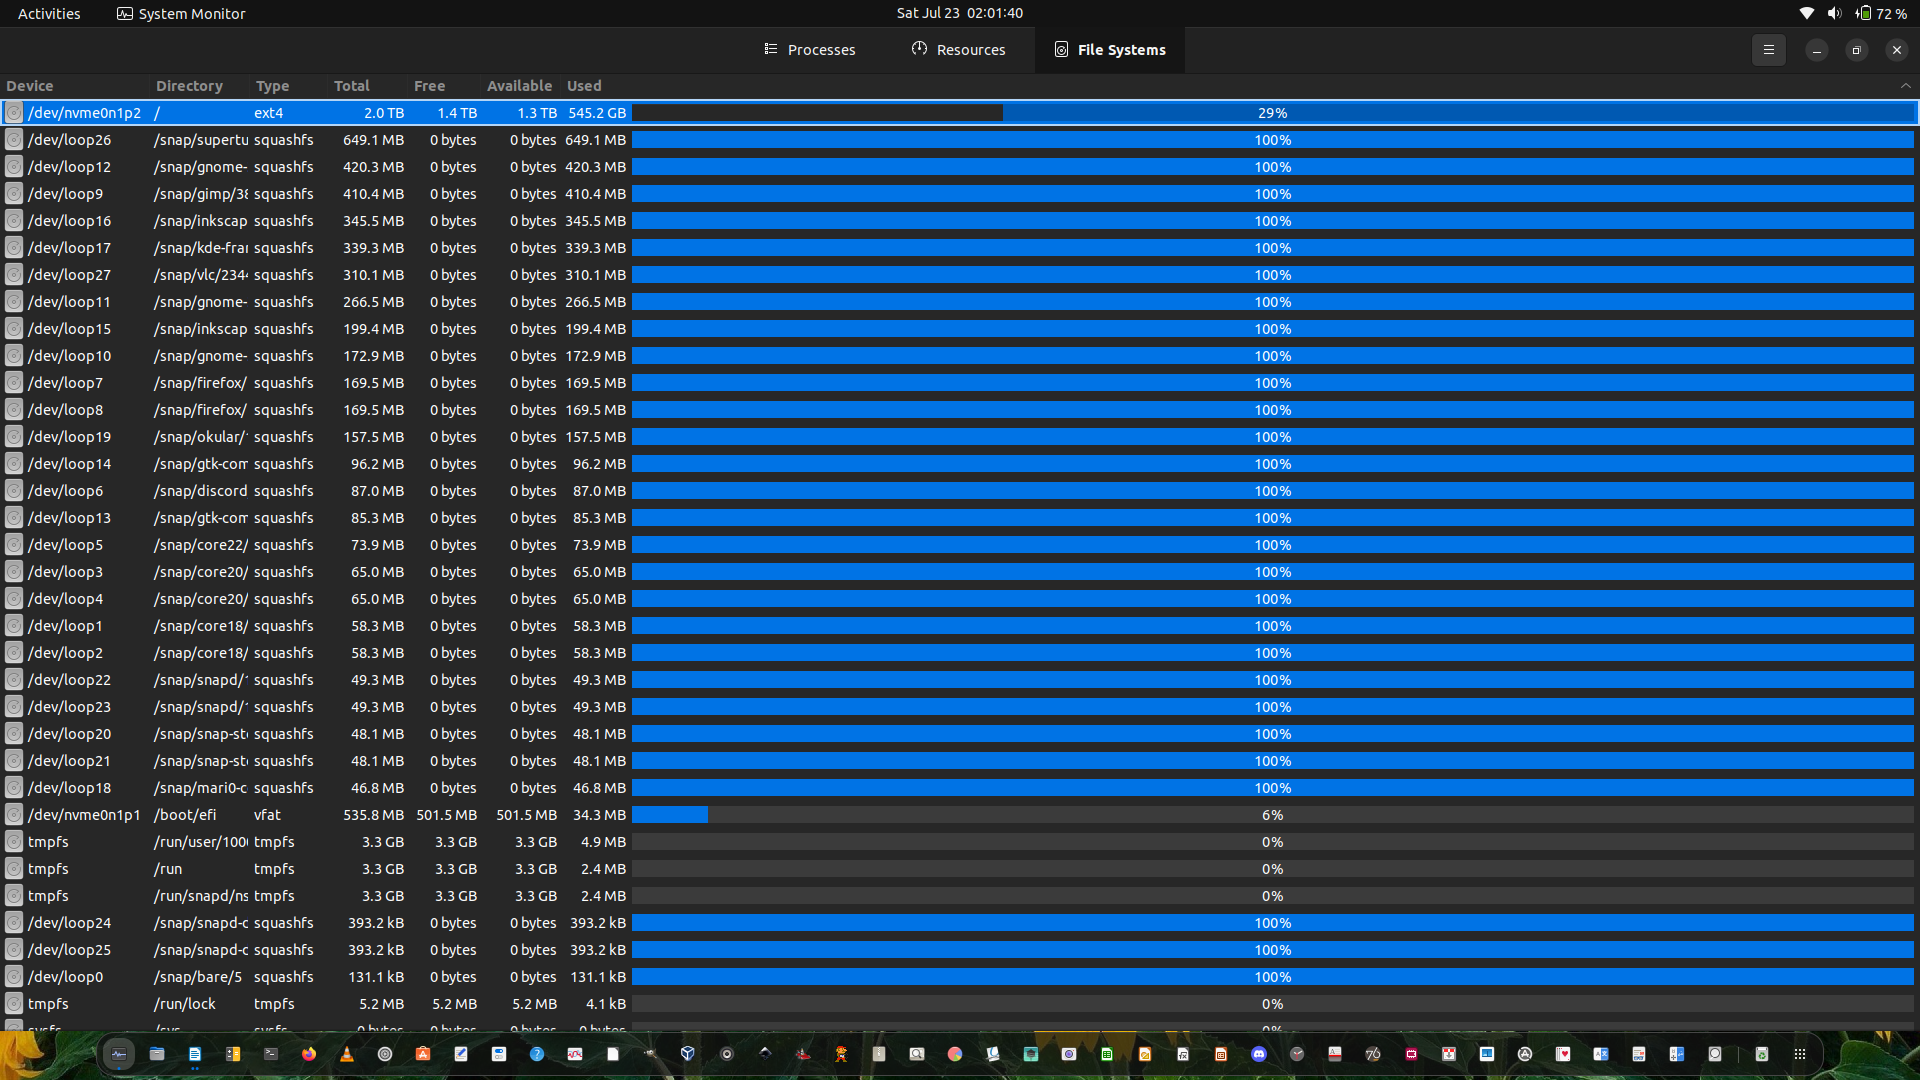 Activities System Monitor Sat Jul 23 02:01:40 72 %
Processes Resources File Systems
Device Directory Type Total Free Available Used
/dev/nvme0n1p2 / ext4 2.0 TB 1.4 TB 1.3 TB 545.2 GB 29%
/dev/loop26 /snap/supertu squashfs 649.1 MB 0 bytes 0 bytes 649.1 MB 100%
/dev/loop12 /snap/gnome- squashfs 420.3 MB 0 bytes 0 bytes 420.3 MB 100%
/dev/loop9 /snap/gimp/38 squashfs 410.4 MB 0 bytes 0 bytes 410.4 MB 100%
/dev/loop16 /snap/inkscap squashfs 345.5 MB 0 bytes 0 bytes 345.5 MB 100%
/dev/loop17 /snap/kde-frar squashfs 339.3 MB 0 bytes 0 bytes 339.3 MB 100%
/dev/loop27 /snap/vlc/2344 squashfs 310.1 MB 0 bytes 0 bytes 310.1 MB 100%
/dev/loop11 /snap/gnome- squashfs 266.5 MB 0 bytes 0 bytes 266.5 MB 100%
/dev/loop15 /snap/inkscap squashfs 199.4 MB 0 bytes 0 bytes 199.4 MB 100%
/dev/loop10 /snap/gnome- squashfs 172.9 MB 0 bytes 0 bytes 172.9 MB 100%
/dev/loop7 /snap/firefox/ squashfs 169.5 MB 0 bytes 0 bytes 169.5 MB 100%
/dev/loop8 /snap/firefox/ squashfs 169.5 MB 0 bytes 0 bytes 169.5 MB 100%
/dev/loop19 /snap/okular/ squashfs 157.5 MB 0 bytes 0 bytes 157.5 MB 100%
/dev/loop14 /snap/gtk-com squashfs 96.2 MB 0 bytes 0 bytes 96.2 MB 100%
/dev/loop6 /snap/discord squashfs 87.0 MB 0 bytes 0 bytes 87.0 MB 100%
/dev/loop13 /snap/gtk-com squashfs 85.3 MB 0 bytes 0 bytes 85.3 MB 100%
/dev/loop5 /snap/core22/ squashfs 73.9 MB 0 bytes 0 bytes 73.9 MB 100%
/dev/loop3 /snap/core20/ squashfs 65.0 MB 0 bytes 0 bytes 65.0 MB 100%
/dev/loop4 /snap/core20/ squashfs 65.0 MB 0 bytes 0 bytes 65.0 MB 100%
/dev/loop1 /snap/core18/ squashfs 58.3 MB 0 bytes 0 bytes 58.3 MB 100%
/dev/loop2 /snap/core18/ squashfs 58.3 MB 0 bytes 0 bytes 58.3 MB 100%
/dev/loop22 /snap/snapd/ squashfs 49.3 MB 0 bytes 0 bytes 49.3 MB 100%
/dev/loop23 /snap/snapd/ squashfs 49.3 MB 0 bytes 0 bytes 49.3 MB 100%
/dev/loop20 /snap/snap-st squashfs 48.1 MB 0 bytes 0 bytes 48.1 MB 100%
/dev/loop21 /snap/snap-st squashfs 48.1 MB 0 bytes 0 bytes 48.1 MB 100%
/dev/loop18 /snap/mari0-c squashfs 46.8 MB 0 bytes 0 bytes 46.8 MB 100%
/dev/nvme0n1p1 /boot/efi vfat 535.8 MB 501.5 MB 501.5 MB 34.3 MB 6%
tmpfs /run/user/1000 tmpfs 3.3 GB 3.3 GB 3.3 GB 4.9 MB 0%
tmpfs /run tmpfs 3.3 GB 3.3 GB 3.3 GB 2.4 MB 0%
tmpfs /run/snapd/ns tmpfs 3.3 GB 3.3 GB 3.3 GB 2.4 MB 0%
/dev/loop24 /snap/snapd-c squashfs 393.2 kB 0 bytes 0 bytes 393.2 kB 100%
/dev/loop25 /snap/snapd-c squashfs 393.2 kB 0 bytes 0 bytes 393.2 kB 100%
/dev/loop0 /snap/bare/5 squashfs 131.1 kB 0 bytes 0 bytes 131.1 kB 100%
tmpfs /run/lock tmpfs 5.2 MB 5.2 MB 5.2 MB 4.1 kB 0%
sysfs /sys sysfs 0 bytes 0 bytes 0 bytes 0 bytes 0%